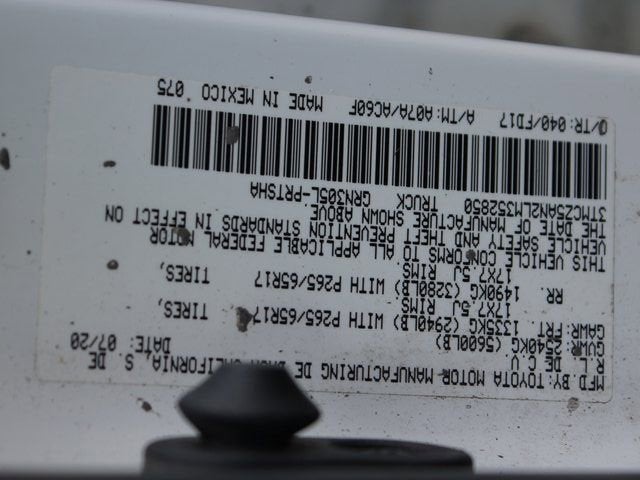 MFD.BY: TOYOTA MOTOR MANUFACTURING DE BAJA CALIFORNIA, S. DE
R.L. DE C.V. DATE: 07/20
GVWR: 2540KG (5600LB)
GAWR: FRT. 1335KG (2940LB) WITH P265/65R17 TIRES,
17X7.5J RIMS
RR. 1490KG (3280LB) WITH P265/65R17 TIRES,
17X7.5J RIMS
THIS VEHICLE CONFORMS TO ALL APPLICABLE FEDERAL MOTOR
VEHICLE SAFETY AND THEFT PREVENTION STANDARDS IN EFFECT ON
THE DATE OF MANUFACTURE SHOWN ABOVE
3TMCZ5AN2LM352850 TRUCK GRN305L-PRTSHA
C/TR:040/FD17 A/TM:A07A/AC60F MADE IN MEXICO '075